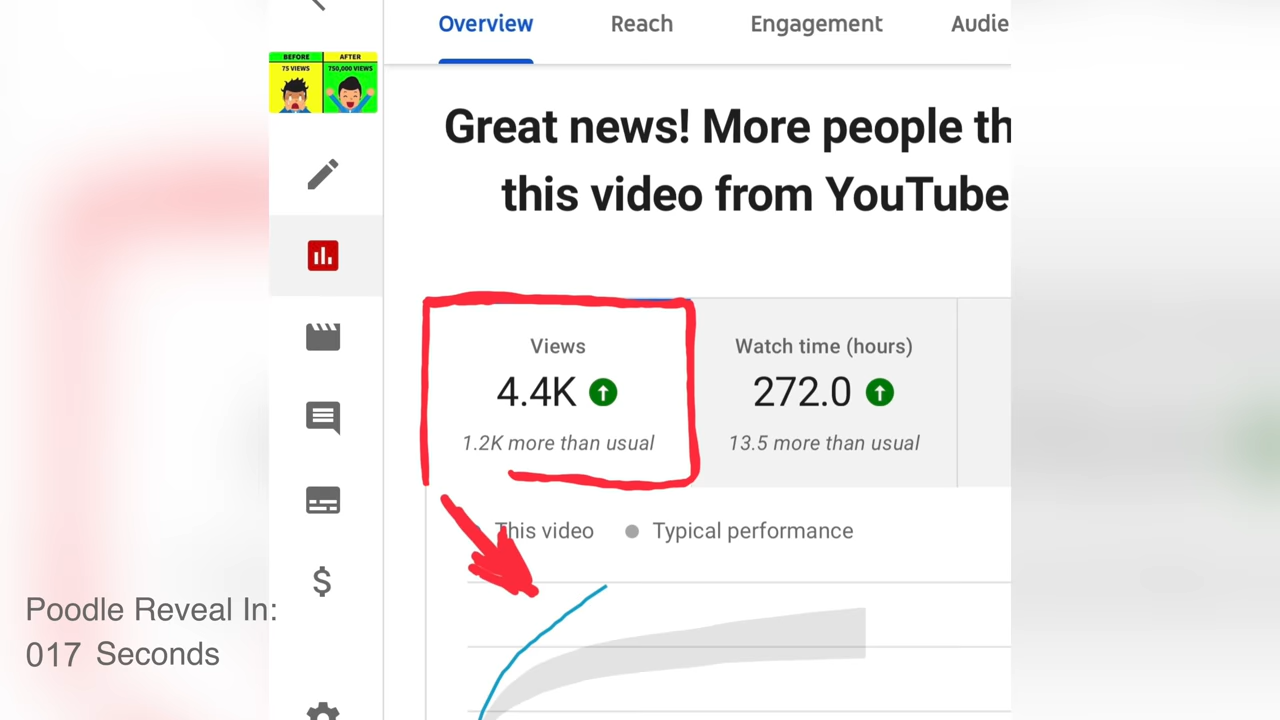 Overview Reach Engagement Audie
BEFORE AFTER
75 VIEWS 750,000 VIEWS
Great news! More people th
this video from YouTube
Views Watch time (hours)
4.4K 272.0
1.2K more than usual 13.5 more than usual
This video Typical performance
$
Poodle Reveal In:
017 Seconds